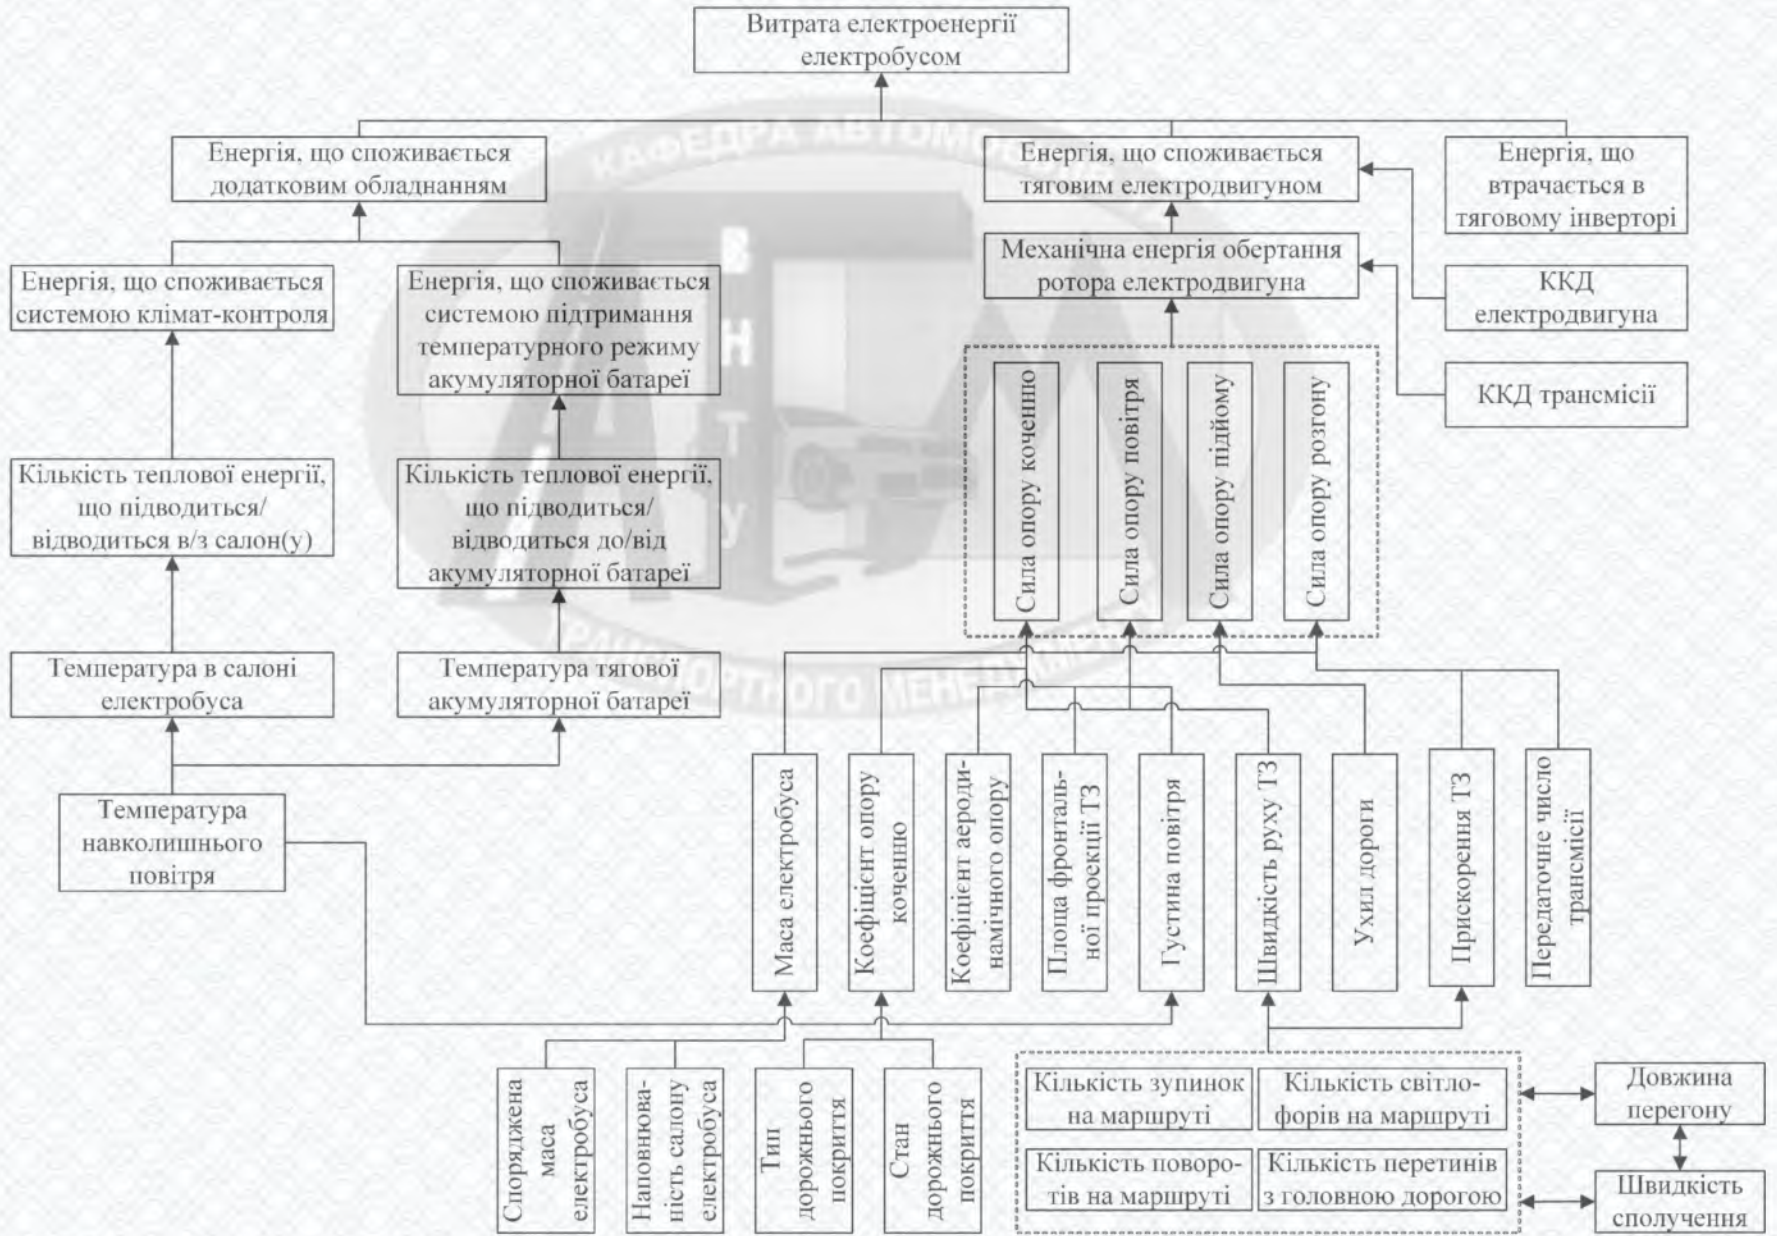 Витрата електроенергії
електробусом
Енергія, що споживається
додатковим обладнанням
Енергія, що споживається
тяговим електродвигуном
Енергія, що
втрачається в
тяговому інверторі
Енергія, що споживається
системою клімат-контроля
Енергія, що споживається
системою підтримання
температурного режиму
акумуляторної батареї
Механічна енергія обертання
ротора електродвигуна
ККД
електродвигуна
ККД трансмісії
Кількість теплової енергії,
що підводиться/
відводиться в/з салон(у)
Кількість теплової енергії,
що підводиться/
відводиться до/від
акумуляторної батареї
Сила опору коченню
Сила опору повітря
Сила опору підйому
Сила опору розгону
Температура в салоні
електробуса
Температура тягової
акумуляторної батареї
Температура
навколишнього
повітря
Маса електробуса
Коефіцієнт опору
коченню
Коефіцієнт аероди-
намічного опору
Площа фронталь-
ної проекції ТЗ
Густина повітря
Швидкість руху ТЗ
Ухил дороги
Прискорення ТЗ
Передаточне число
трансмісії
Споряджена
маса
електробуса
Наповнюва-
ність салону
електробуса
Тип
дорожнього
покриття
Стан
дорожнього
покриття
Кількість зупинок
на маршруті
Кількість світло-
форів на маршруті
Кількість поворо-
тів на маршруті
Кількість перетинів
з головною дорогою
Довжина
перегону
Швидкість
сполучення
КАФЕДРА
ВНТУ